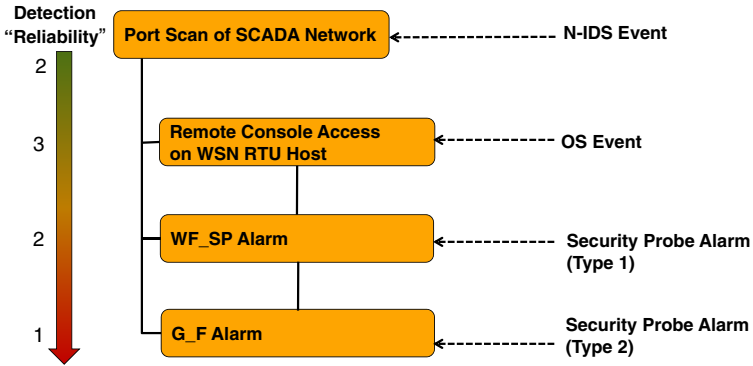 Detection
“Reliability”
Port Scan of SCADA Network
N-IDS Event
2
Remote Console Access
on WSN RTU Host
OS Event
3
WF_SP Alarm
Security Probe Alarm
(Type 1)
2
G_F Alarm
Security Probe Alarm
(Type 2)
1